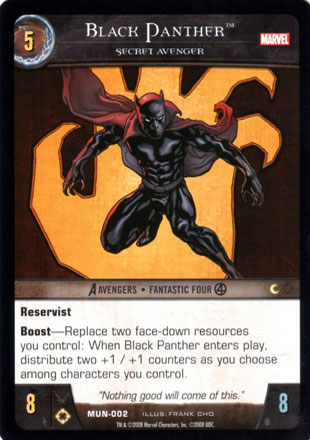 5
BLACK PANTHER™
SECRET AVENGER
MARVEL
AVENGERS • FANTASTIC FOUR 4
Reservist
Boost—Replace two face-down resources
you control: When Black Panther enters play,
distribute two +1 / +1 counters as you choose
among characters you control.
"Nothing good will come of this."
8
MUN-002
ILLUS: FRANK CHO
8
TM & ©2008 Marvel Characters, Inc. ©2008 UDC.